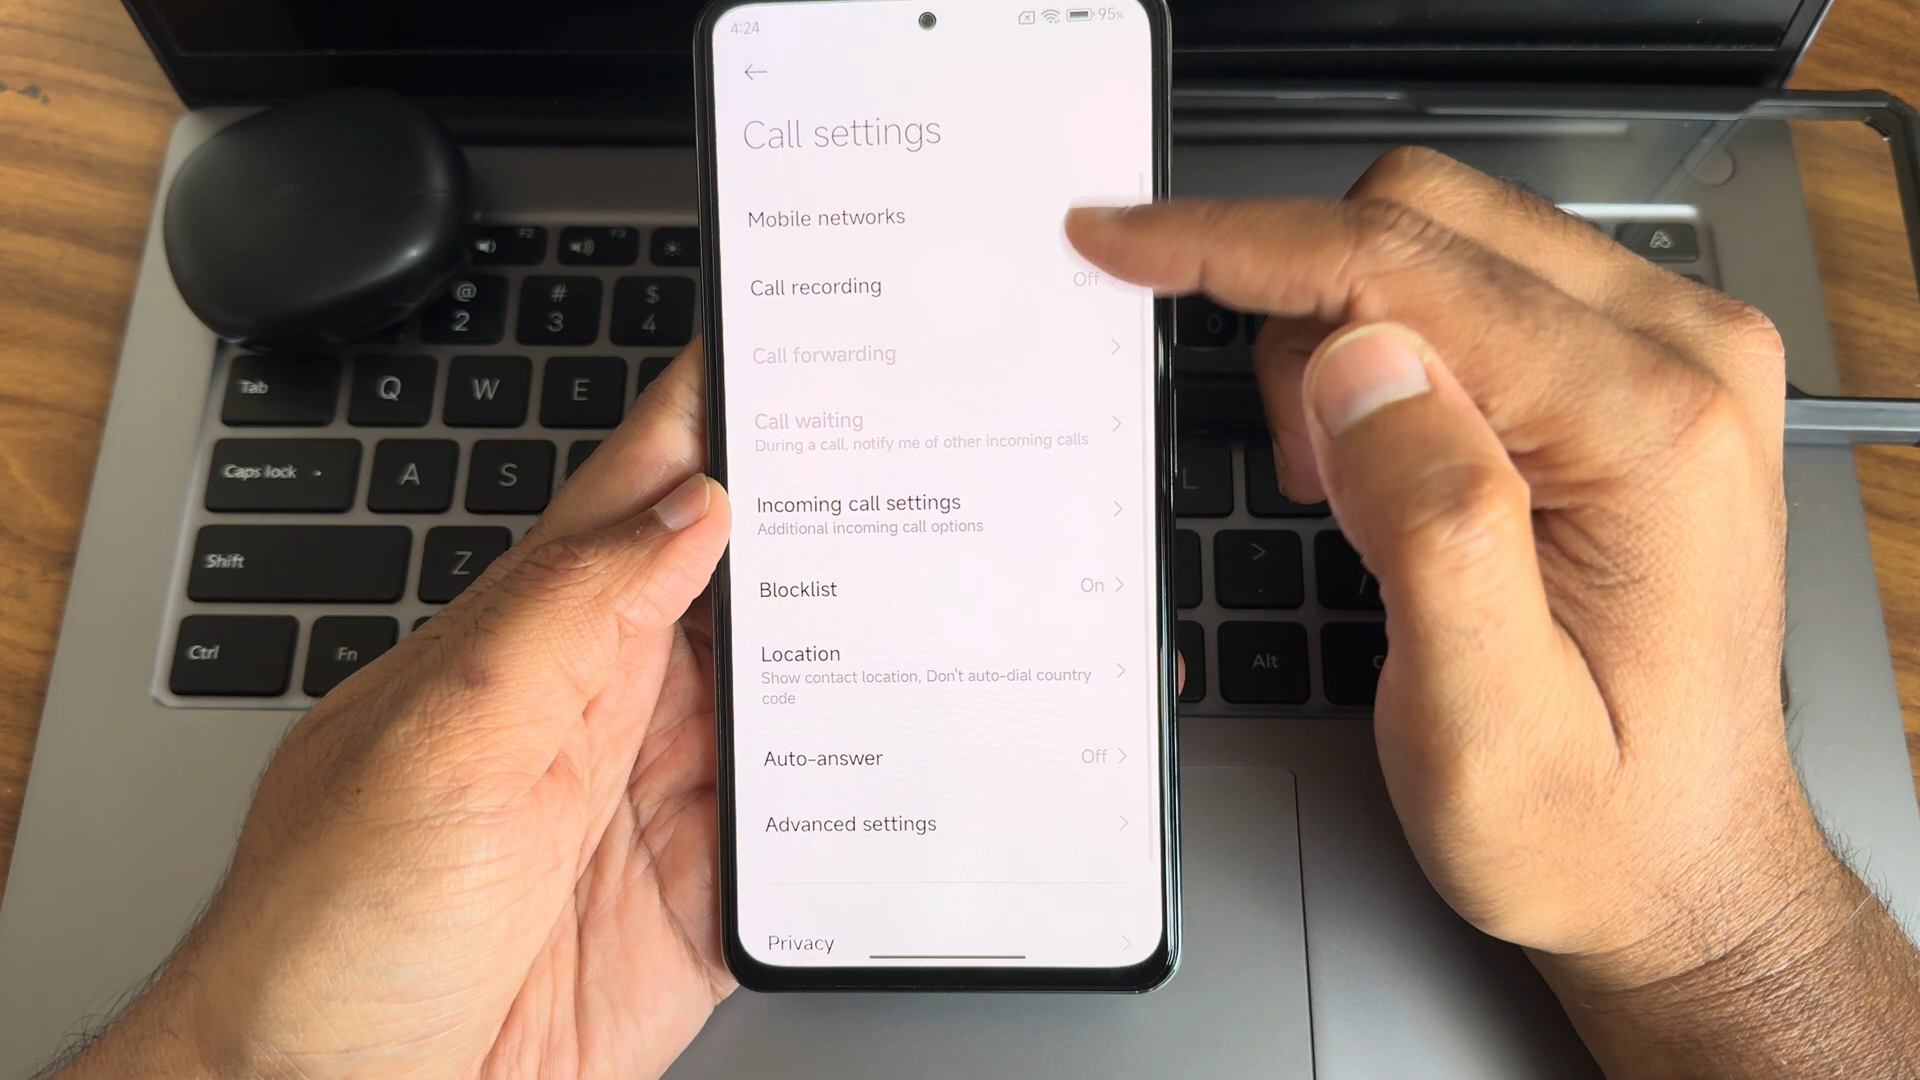 4:24
95%
Call settings
Mobile networks
Call recording
Off
Call forwarding
Call waiting
During a call, notify me of other incoming calls
Incoming call settings
Additional incoming call options
Blocklist
On
Location
Show contact location, Don't auto-dial country
code
Auto-answer
Off
Advanced settings
Privacy
F2
F3
@
2
#
3
$
4
Tab
Q
W
E
Caps lock
A
S
L
Shift
Z
>
Ctrl
Fn
Alt